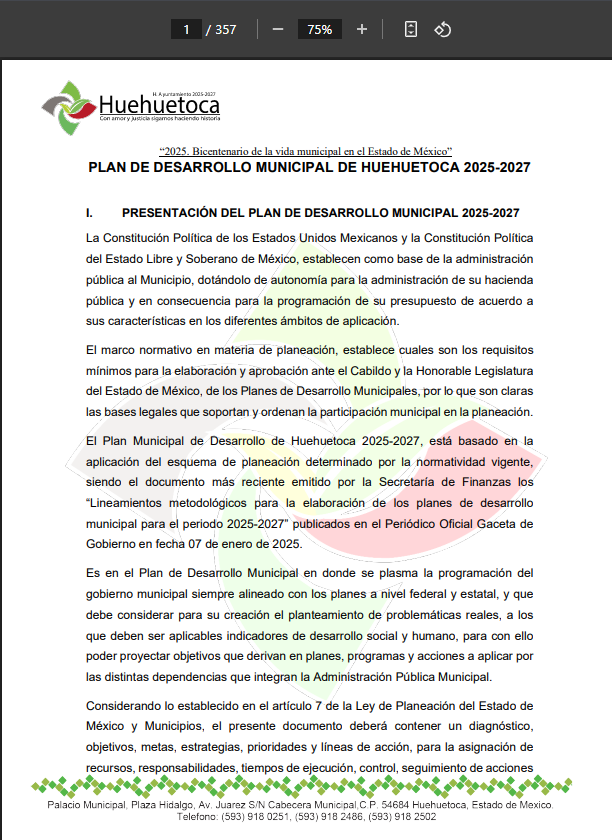 1 / 357 75%
H. Ayuntamiento 2025-2027
Huehuetoca
Con amor y justicia sigamos haciendo historia
“2025. Bicentenario de la vida municipal en el Estado de México”
PLAN DE DESARROLLO MUNICIPAL DE HUEHUETOCA 2025-2027
I. PRESENTACIÓN DEL PLAN DE DESARROLLO MUNICIPAL 2025-2027
La Constitución Política de los Estados Unidos Mexicanos y la Constitución Política
del Estado Libre y Soberano de México, establecen como base de la administración
pública al Municipio, dotándolo de autonomía para la administración de su hacienda
pública y en consecuencia para la programación de su presupuesto de acuerdo a
sus características en los diferentes ámbitos de aplicación.
El marco normativo en materia de planeación, establece cuales son los requisitos
mínimos para la elaboración y aprobación ante el Cabildo y la Honorable Legislatura
del Estado de México, de los Planes de Desarrollo Municipales, por lo que son claras
las bases legales que soportan y ordenan la participación municipal en la planeación.
El Plan Municipal de Desarrollo de Huehuetoca 2025-2027, está basado en la
aplicación del esquema de planeación determinado por la normatividad vigente,
siendo el documento más reciente emitido por la Secretaría de Finanzas los
“Lineamientos metodológicos para la elaboración de los planes de desarrollo
municipal para el periodo 2025-2027” publicados en el Periódico Oficial Gaceta de
Gobierno en fecha 07 de enero de 2025.
Es en el Plan de Desarrollo Municipal en donde se plasma la programación del
gobierno municipal siempre alineado con los planes a nivel federal y estatal, y que
debe considerar para su creación el planteamiento de problemáticas reales, a los
que deben ser aplicables indicadores de desarrollo social y humano, para con ello
poder proyectar objetivos que derivan en planes, programas y acciones a aplicar por
las distintas dependencias que integran la Administración Pública Municipal.
Considerando lo establecido en el artículo 7 de la Ley de Planeación del Estado de
México y Municipios, el presente documento deberá contener un diagnóstico,
objetivos, metas, estrategias, prioridades y líneas de acción, para la asignación de
recursos, responsabilidades, tiempos de ejecución, control, seguimiento de acciones
Palacio Municipal, Plaza Hidalgo, Av. Juarez S/N Cabecera Municipal,C.P. 54684 Huehuetoca, Estado de Mexico.
Telefono: (593) 918 0251, (593) 918 2486, (593) 918 2502